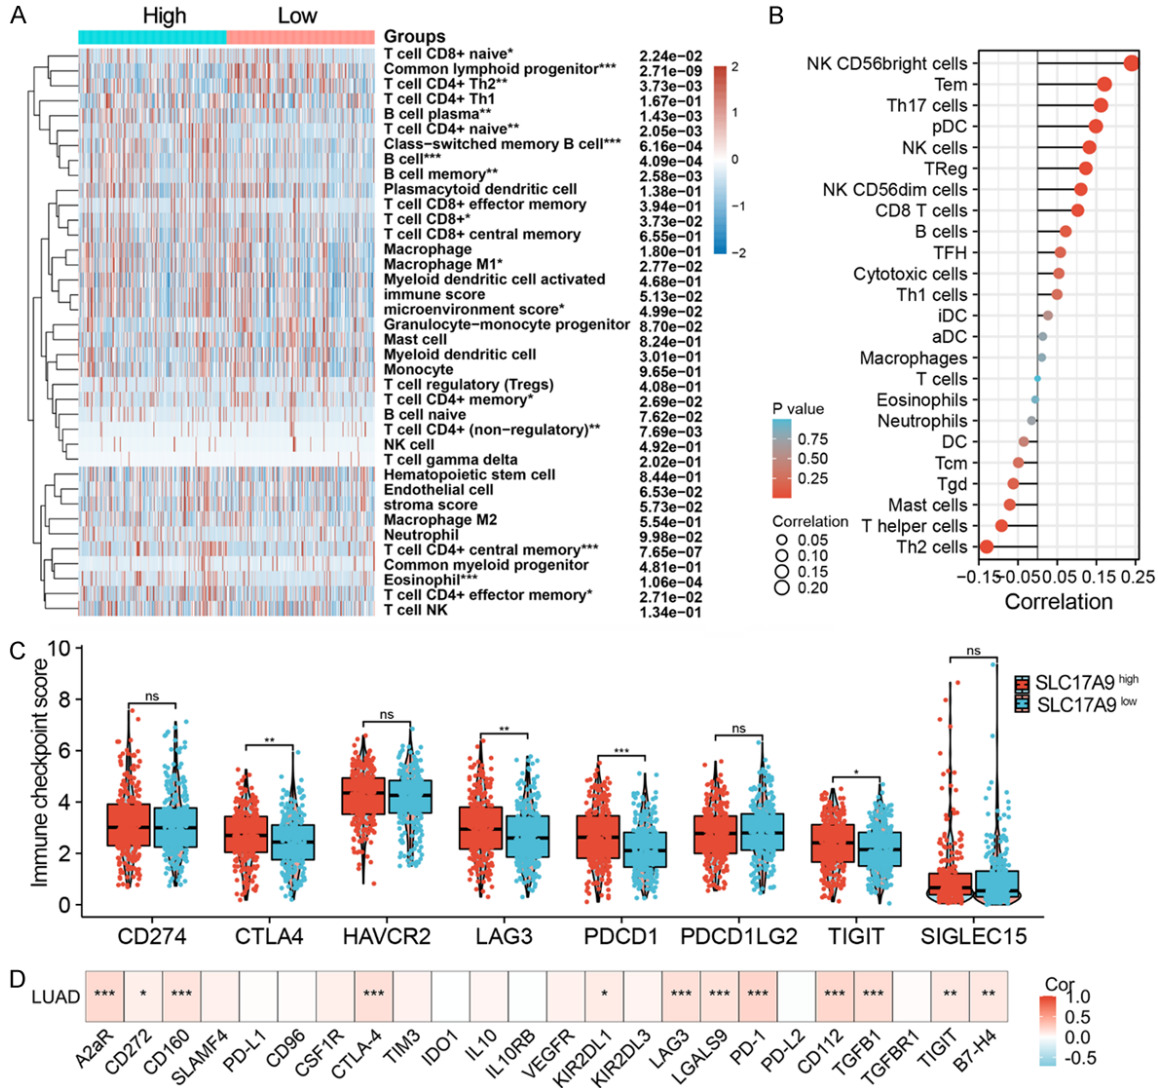 A
High
Low
Groups
T cell CD8+ naive* 2.24e−02
Common lymphoid progenitor*** 2.71e−09
T cell CD4+ Th2** 3.73e−03
T cell CD4+ Th1 1.67e−01
B cell plasma** 1.43e−03
T cell CD4+ naive** 2.05e−03
Class−switched memory B cell*** 6.16e−04
B cell*** 4.09e−04
B cell memory** 2.58e−03
Plasmacytoid dendritic cell 1.38e−01
T cell CD8+ effector memory 3.94e−01
T cell CD8+* 3.73e−02
T cell CD8+ central memory 6.55e−01
Macrophage 1.80e−01
Macrophage M1* 2.77e−02
Myeloid dendritic cell activated 4.68e−01
immune score 5.13e−02
microenvironment score* 4.99e−02
Granulocyte−monocyte progenitor 8.70e−02
Mast cell 8.24e−01
Myeloid dendritic cell 3.01e−01
Monocyte 9.65e−01
T cell regulatory (Tregs) 4.08e−01
T cell CD4+ memory* 2.69e−02
B cell naive 7.62e−02
T cell CD4+ (non−regulatory)** 7.69e−03
NK cell 4.92e−01
T cell gamma delta 2.02e−01
Hematopoietic stem cell 8.44e−01
Endothelial cell 6.53e−02
stroma score 5.73e−02
Macrophage M2 5.54e−01
Neutrophil 9.98e−02
T cell CD4+ central memory*** 7.65e−07
Common myeloid progenitor 4.81e−01
Eosinophil*** 1.06e−04
T cell CD4+ effector memory* 2.71e−02
T cell NK 1.34e−01
2
1
0
−1
−2
B
NK CD56bright cells
Tem
Th17 cells
pDC
NK cells
TReg
NK CD56dim cells
CD8 T cells
B cells
TFH
Cytotoxic cells
Th1 cells
iDC
aDC
Macrophages
T cells
Eosinophils
Neutrophils
DC
Tcm
Tgd
Mast cells
T helper cells
Th2 cells
−0.15 −0.05 0.05 0.15 0.25
Correlation
P value
0.75
0.50
0.25
Correlation
0.05
0.10
0.15
0.20
C
Immune checkpoint score
10
8
6
4
2
0
ns
**
ns
**
***
ns
*
ns
SLC17A9 high
SLC17A9 low
CD274 CTLA4 HAVCR2 LAG3 PDCD1 PDCD1LG2 TIGIT SIGLEC15
D
LUAD *** * *** *** * *** *** *** *** *** ** **
A2aR CD272 CD160 SLAMF4 PD-L1 CD96 CSF1R CTLA-4 TIM3 IDO1 IL10 IL10RB VEGFR KIR2DL1 KIR2DL3 LAG3 LGALS9 PD-1 PD-L2 CD112 TGFB1 TGFBR1 TIGIT B7-H4
Cor
1.0
0.5
0.0
-0.5